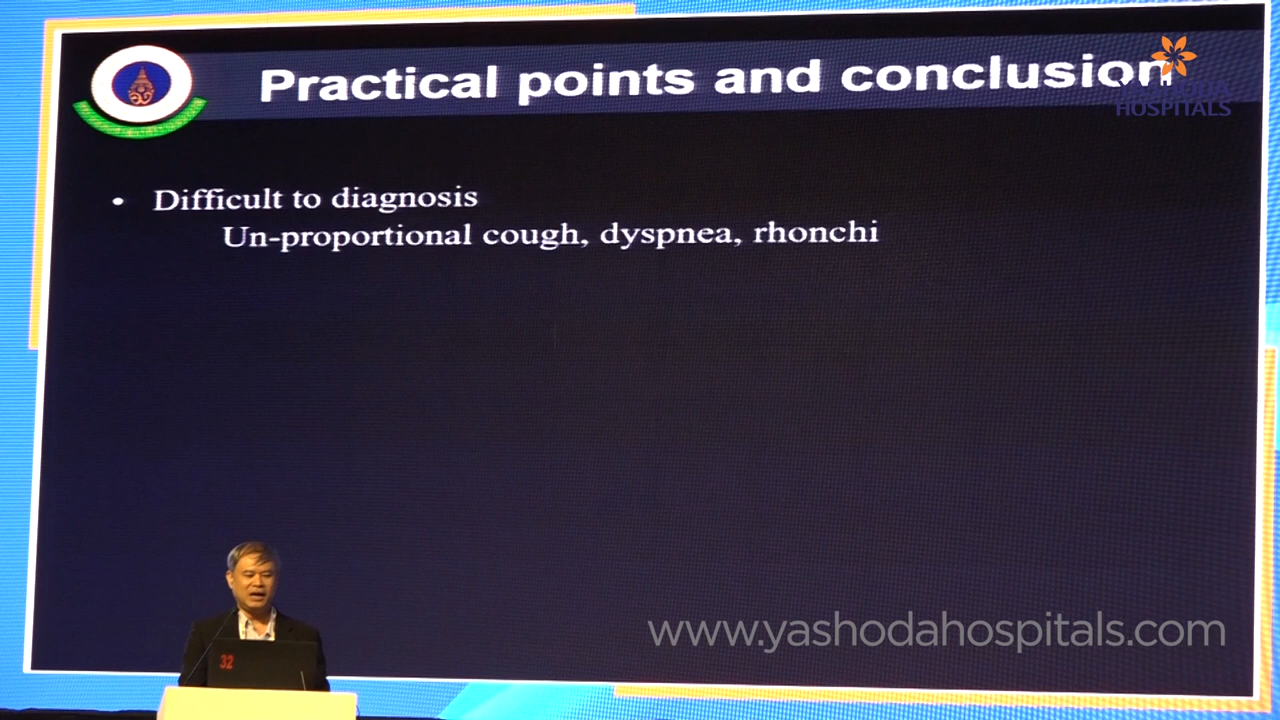 Practical points and conclusion
HOSPITALS
• Difficult to diagnosis
Un-proportional cough, dyspnea, rhonchi
32
www.yashodahospitals.com